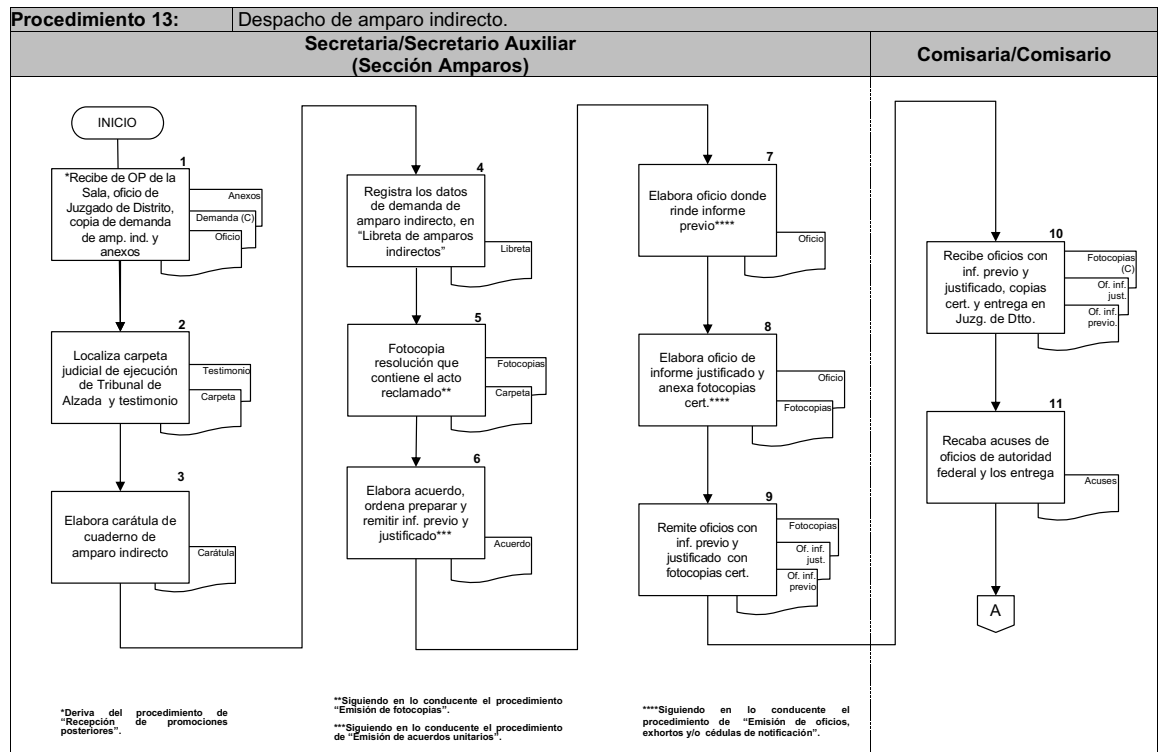 Procedimiento 13: Despacho de amparo indirecto.
Secretaria/Secretario Auxiliar
(Sección Amparos)
Comisaria/Comisario
INICIO
1
*Recibe de OP de la
Sala, oficio de
Juzgado de Distrito,
copia de demanda
de amp. ind. y
anexos
Anexos
Demanda (C)
Oficio
2
Localiza carpeta
judicial de ejecución
de Tribunal de
Alzada y testimonio
Testimonio
Carpeta
3
Elabora carátula de
cuaderno de
amparo indirecto
Carátula
4
Registra los datos
de demanda de
amparo indirecto, en
“Libreta de amparos
indirectos”
Libreta
5
Fotocopia
resolución que
contiene el acto
reclamado**
Fotocopias
Carpeta
6
Elabora acuerdo,
ordena preparar y
remitir inf. previo y
justificado***
Acuerdo
7
Elabora oficio donde
rinde informe
previo****
Oficio
8
Elabora oficio de
informe justificado y
anexa fotocopias
cert.****
Oficio
Fotocopias
9
Remite oficios con
inf. previo y
justificado con
fotocopias cert.
Fotocopias
Of. inf.
just.
Of. inf.
previo
10
Recibe oficios con
inf. previo y
justificado, copias
cert. y entrega en
Juzg. de Dtto.
Fotocopias
(C)
Of. inf.
just.
Of. inf.
previo.
11
Recaba acuses de
oficios de autoridad
federal y los entrega
Acuses
A
*Deriva del procedimiento de
“Recepción de promociones
posteriores”.
**Siguiendo en lo conducente el procedimiento
“Emisión de fotocopias”.
***Siguiendo en lo conducente el procedimiento
de “Emisión de acuerdos unitarios”.
****Siguiendo en lo conducente el
procedimiento de “Emisión de oficios,
exhortos y/o cédulas de notificación”.